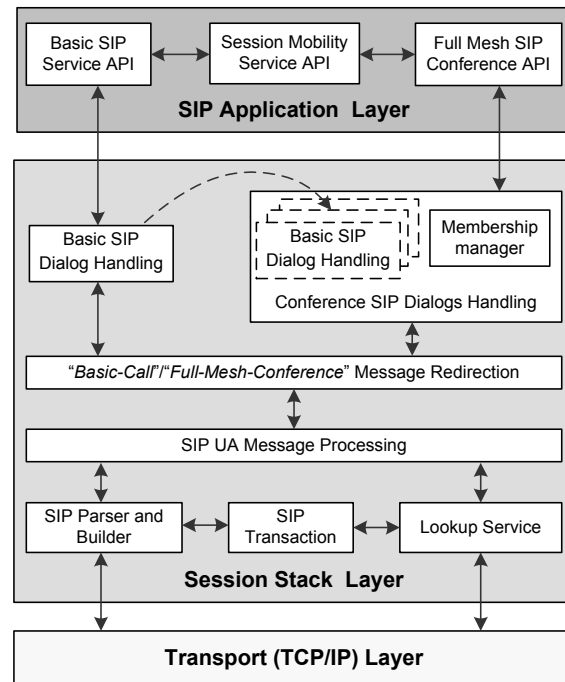 Basic SIP
Service API
Session Mobility
Service API
Full Mesh SIP
Conference API
SIP Application Layer
Basic SIP
Dialog Handling
Basic SIP
Dialog Handling
Membership
manager
Conference SIP Dialogs Handling
“Basic-Call”/“Full-Mesh-Conference” Message Redirection
SIP UA Message Processing
SIP Parser and
Builder
SIP
Transaction
Lookup Service
Session Stack Layer
Transport (TCP/IP) Layer